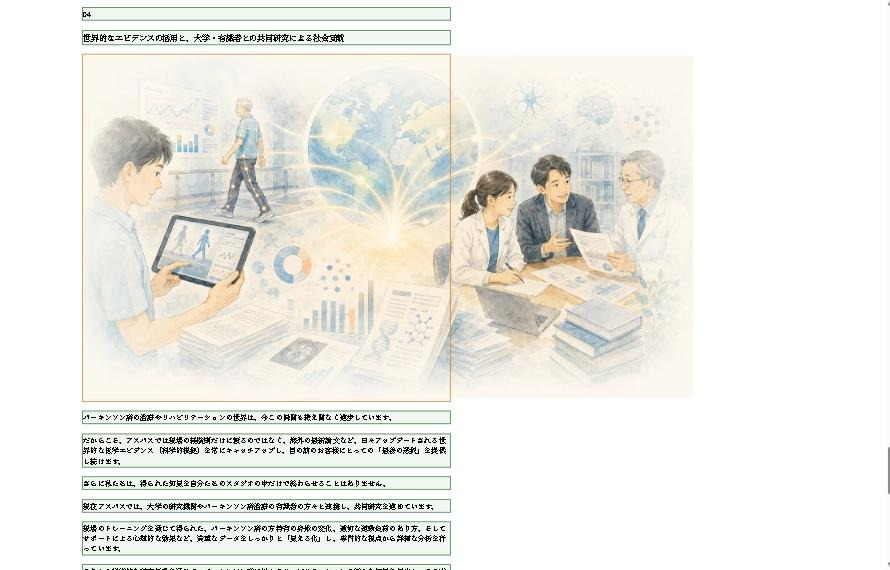 04
世界的なエビデンスの活用と、大学・有識者との共同研究による社会貢献
パーキンソン病の治療やリハビリテーションの世界は、今この瞬間も絶え間なく進歩しています。
だからこそ、アスパスでは現場の経験則だけに頼るのではなく、海外の最新論文など、日々アップデートされる世
界的な医学エビデンス（科学的根拠）を常にキャッチアップし、目の前のお客様にとっての「最善の選択」を提供
し続けます。
さらに私たちは、得られた知見を自分たちのスタジオの中だけで終わらせることはありません。
現在アスパスでは、大学の研究機関やパーキンソン病治療の有識者の方々と連携し、共同研究を進めています。
現場のトレーニングを通じて得られた、パーキンソン病の方特有の身体の変化、適切な運動負荷のあり方、そして
サポートによる心理的な効果など、貴重なデータをしっかりと「見える化」し、専門的な視点から詳細な分析を行
っています。